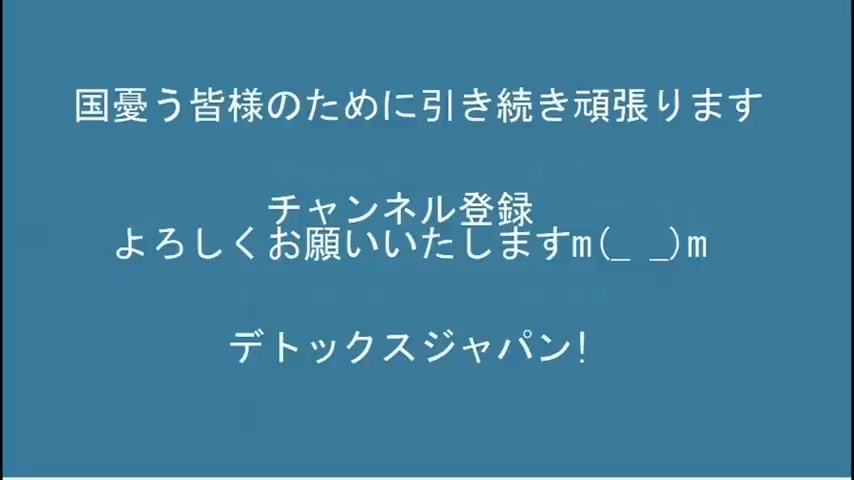 国憂う皆様のために引き続き頑張ります
チャンネル登録
よろしくお願いいたしますm(_ _)m
デトックスジャパン!